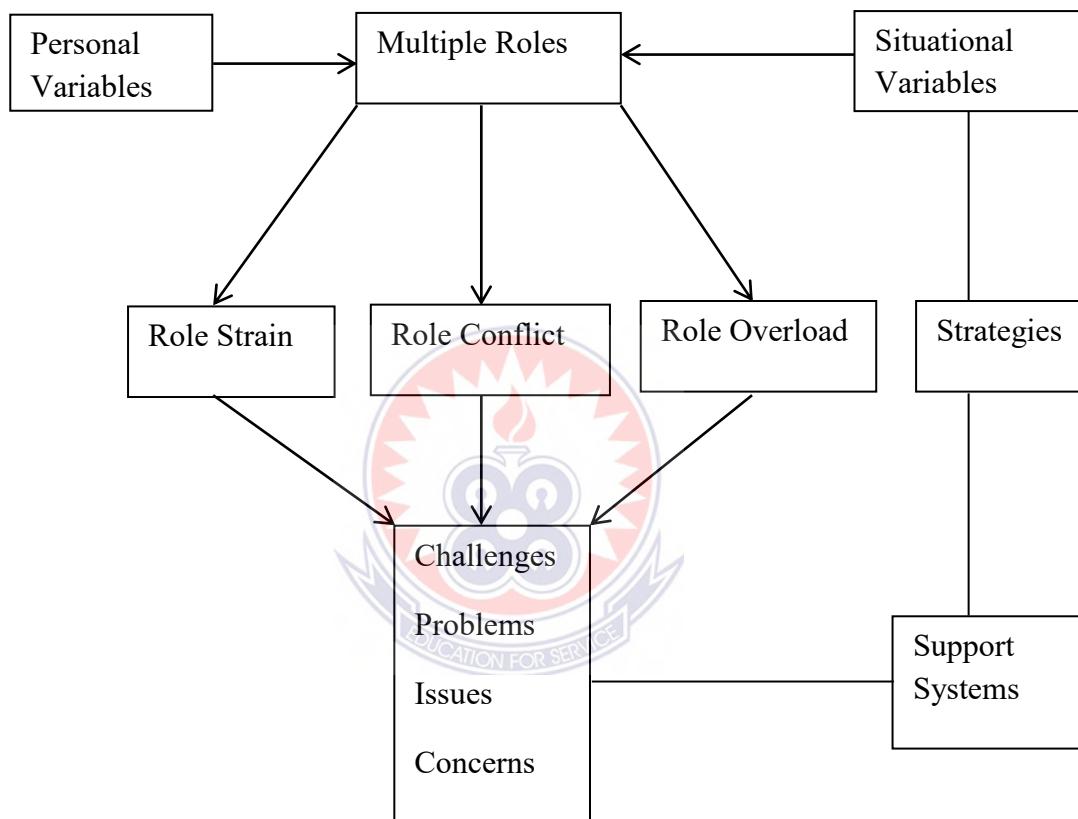 Personal
Variables
Multiple Roles
Situational
Variables
Role Strain
Role Conflict
Role Overload
Strategies
Challenges
Problems
Issues
Concerns
EDUCATION FOR SERVICE
Support
Systems